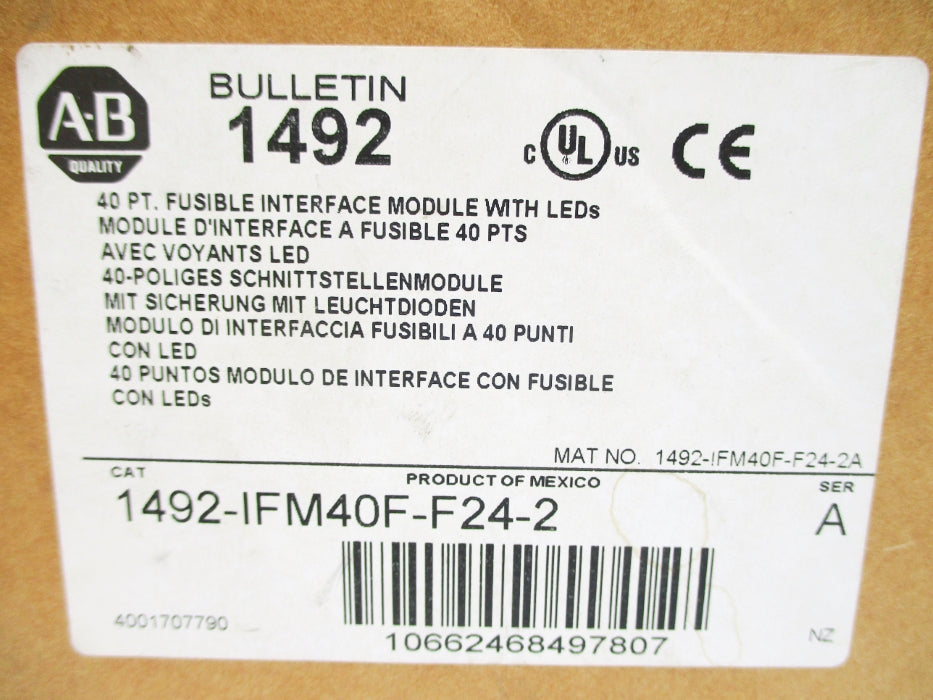 A-B
QUALITY
BULLETIN
1492
C UL US CE
40 PT. FUSIBLE INTERFACE MODULE WITH LEDs
MODULE D'INTERFACE A FUSIBLE 40 PTS
AVEC VOYANTS LED
40-POLIGES SCHNITTSTELLENMODULE
MIT SICHERUNG MIT LEUCHTDIODEN
MODULO DI INTERFACCIA FUSIBILI A 40 PUNTI
CON LED
40 PUNTOS MODULO DE INTERFACE CON FUSIBLE
CON LEDs
MAT NO. 1492-IFM40F-F24-2A
CAT PRODUCT OF MEXICO SER
1492-IFM40F-F24-2 A
4001707790
10662468497807
NZ